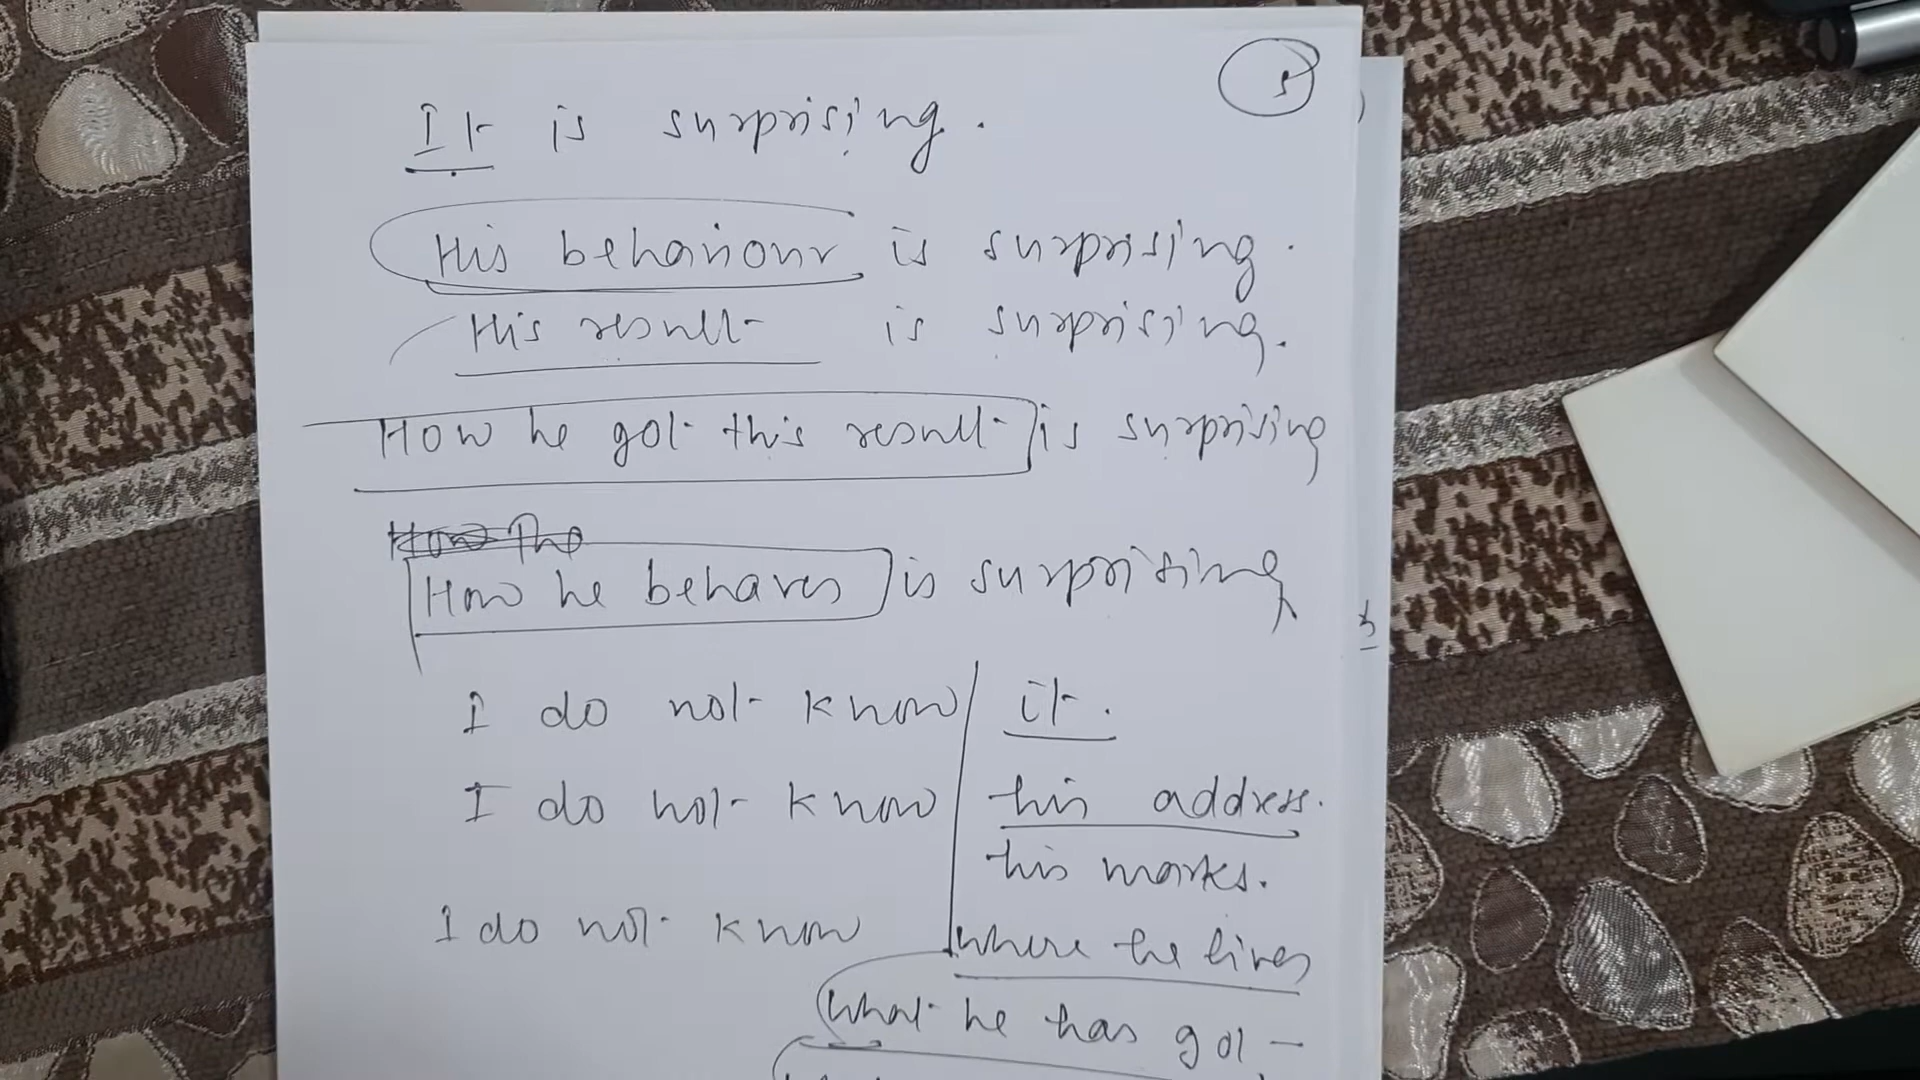 5
It is surprising.
His behaviour is surprising.
His result is surprising.
How he got this result is surprising
How he behaves is surprising
I do not know it.
I do not know his address.
his marks.
I do not know where he lives
what he has got